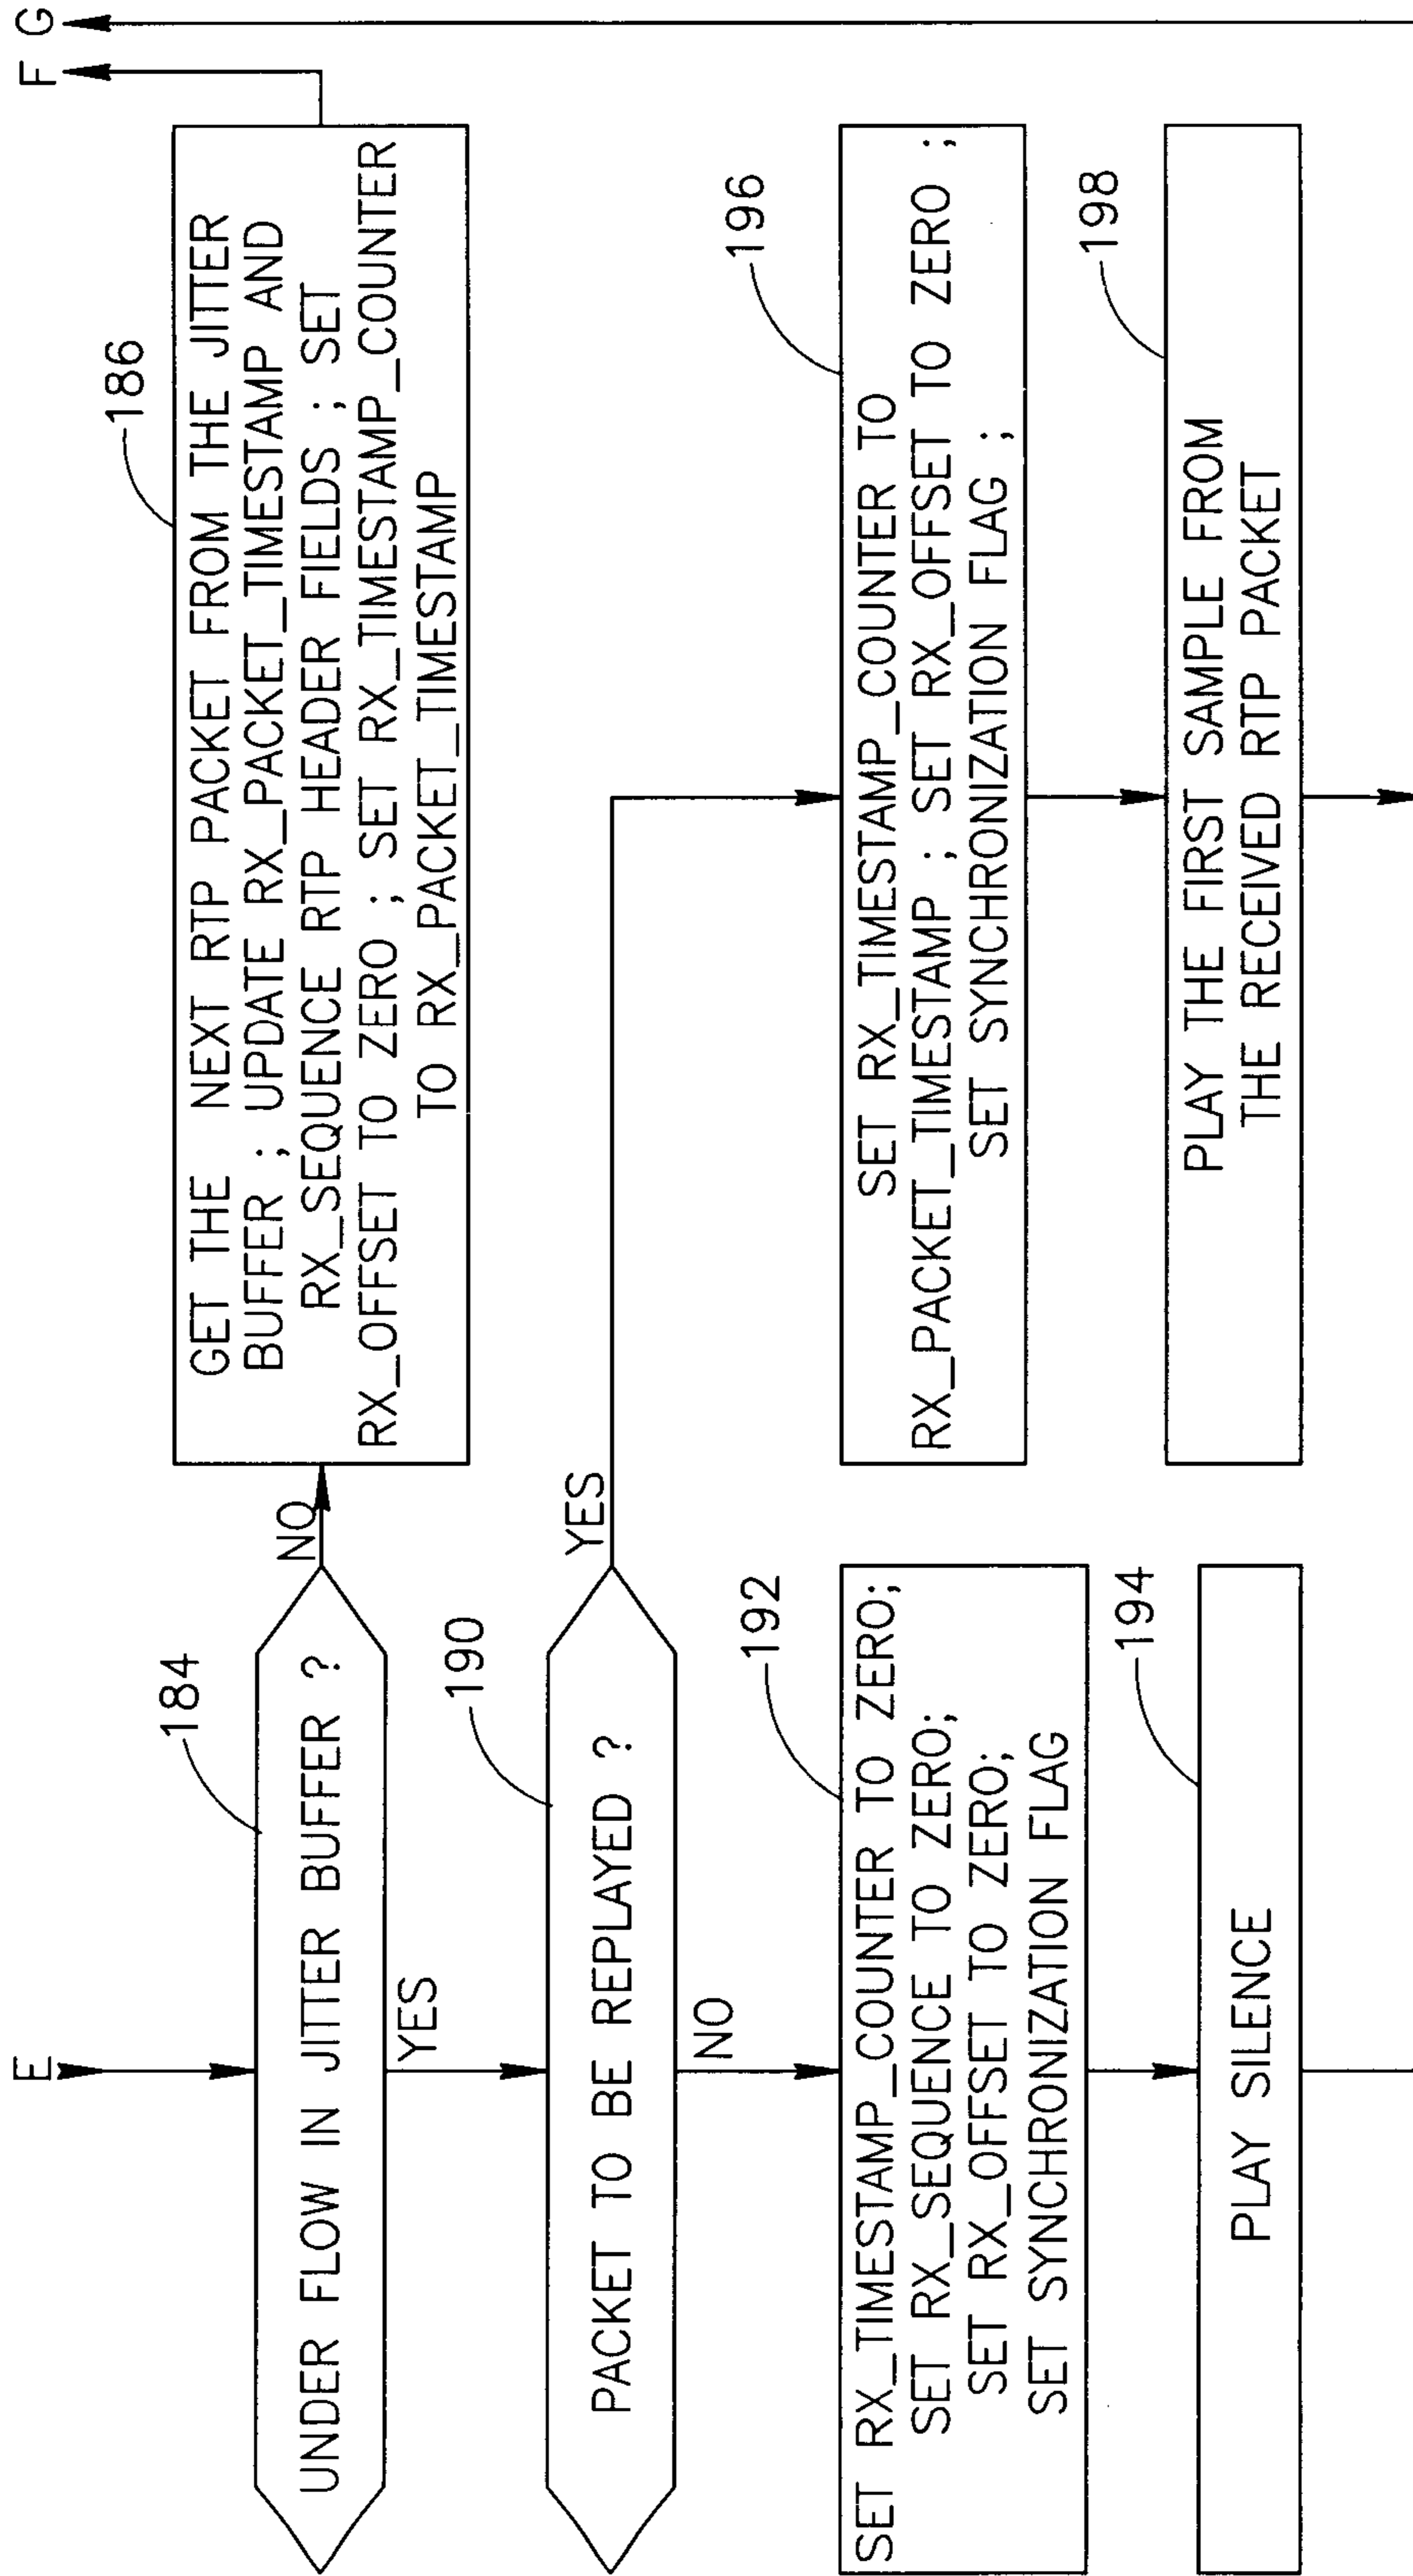 E
184
UNDER FLOW IN JITTER BUFFER ?
NO
YES
186
GET THE NEXT RTP PACKET FROM THE JITTER
BUFFER ; UPDATE RX_PACKET_TIMESTAMP AND
RX_SEQUENCE RTP HEADER FIELDS ; SET
RX_OFFSET TO ZERO ; SET RX_TIMESTAMP_COUNTER
TO RX_PACKET_TIMESTAMP
F
G
190
PACKET TO BE REPLAYED ?
YES
NO
192
SET RX_TIMESTAMP_COUNTER TO ZERO;
SET RX_SEQUENCE TO ZERO;
SET RX_OFFSET TO ZERO;
SET SYNCHRONIZATION FLAG
194
PLAY SILENCE
196
SET RX_TIMESTAMP_COUNTER TO
RX_PACKET_TIMESTAMP ; SET RX_OFFSET TO ZERO ;
SET SYNCHRONIZATION FLAG ;
198
PLAY THE FIRST SAMPLE FROM
THE RECEIVED RTP PACKET